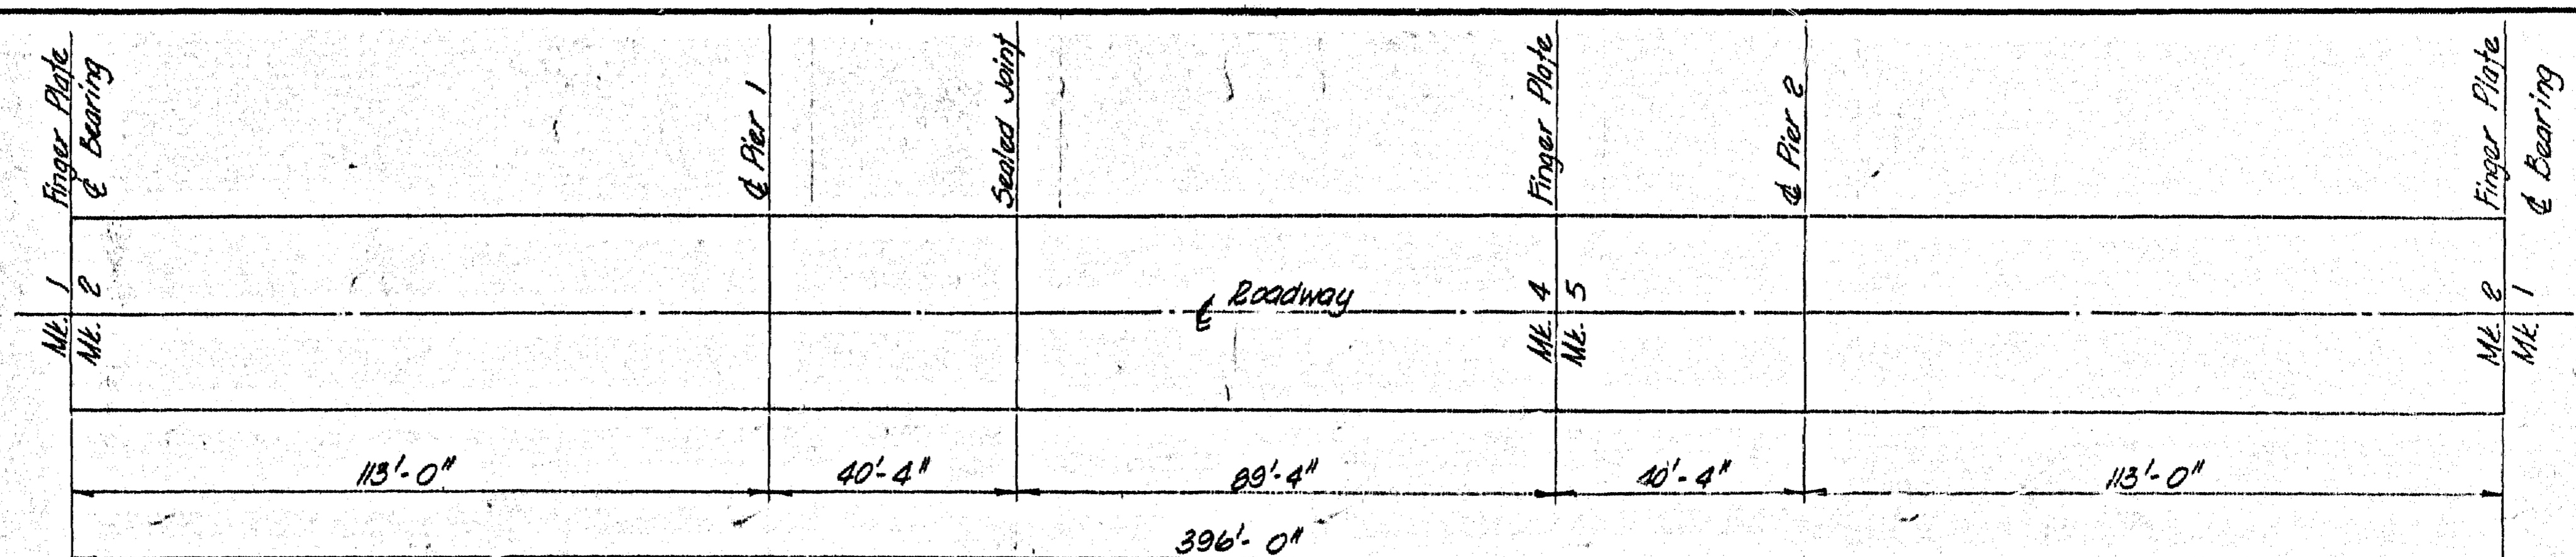 Finger Plate
℄ Bearing
℄ Pier 1
Sealed Joint
Finger Plate
℄ Pier 2
Finger Plate
℄ Bearing
Mk. 1
Mk. 2
℄ Roadway
Mk. 4
Mk. 5
Mk. 2
Mk. 1
113'-0"
40'-4"
89'-4"
40'-4"
113'-0"
396'-0"